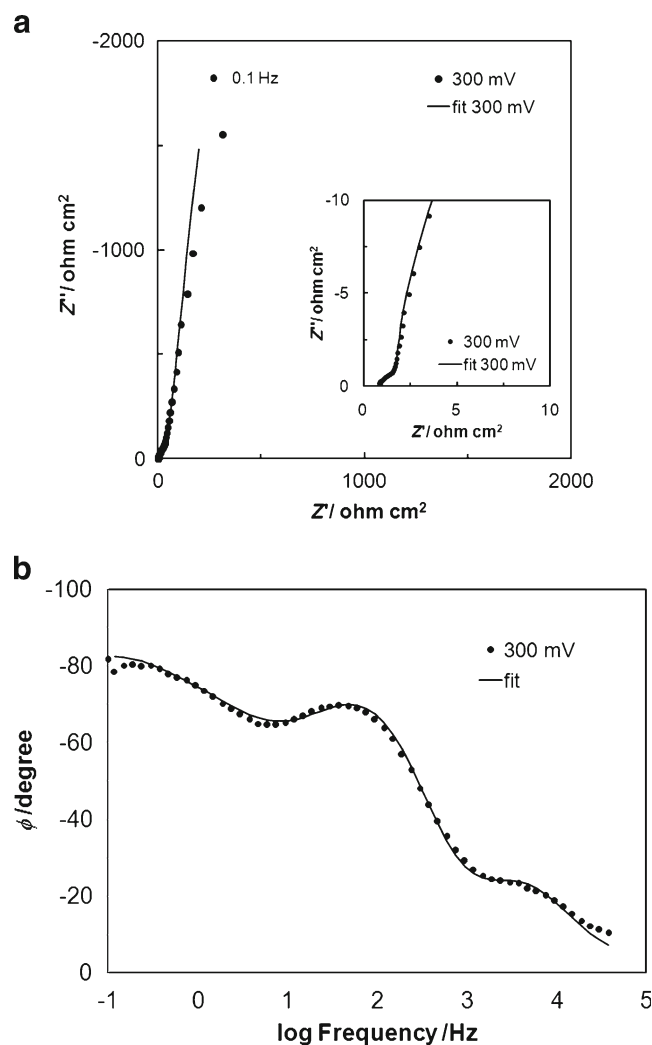 a
-2000
-1000
0
Z"/ ohm cm²
0.1 Hz
300 mV
fit 300 mV
-10
-5
0
Z"/ ohm cm²
300 mV
fit 300 mV
0 5 10
Z'/ ohm cm²
0 1000 2000
Z'/ ohm cm²
b
-100
-80
-60
-40
-20
0
ϕ /degree
300 mV
fit
-1 0 1 2 3 4 5
log Frequency /Hz